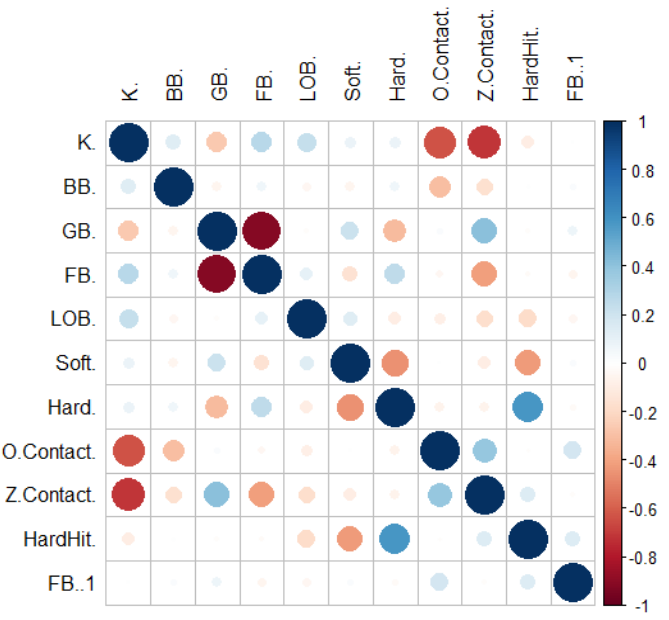 K.
BB.
GB.
FB.
LOB.
Soft.
Hard.
O.Contact.
Z.Contact.
HardHit.
FB..1
K.
BB.
GB.
FB.
LOB.
Soft.
Hard.
O.Contact.
Z.Contact.
HardHit.
FB..1
1
0.8
0.6
0.4
0.2
0
-0.2
-0.4
-0.6
-0.8
-1